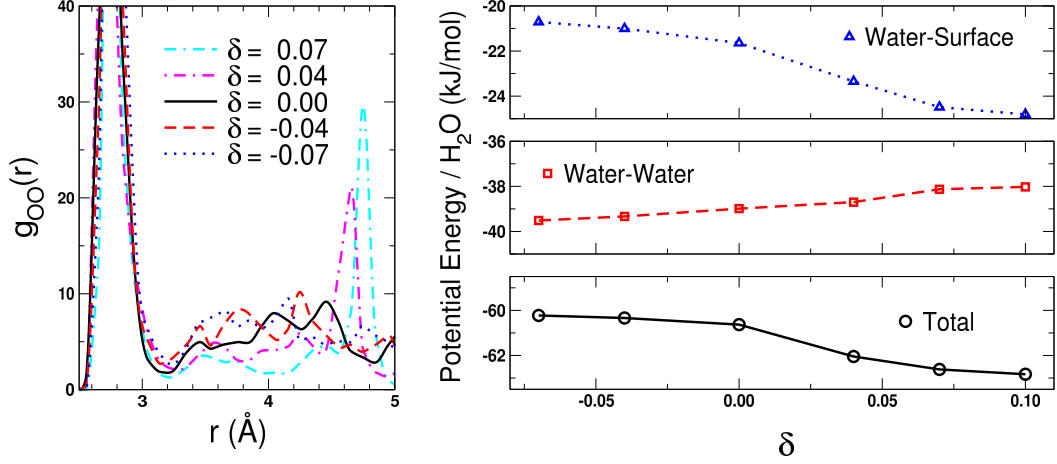 40
30
20
10
0
g_OO(r)
3
4
5
r (Å)
δ = 0.07
δ = 0.04
δ = 0.00
δ = -0.04
δ = -0.07
Potential Energy / H₂O (kJ/mol)
-20
-22
-24
Water-Surface
-36
-38
-40
Water-Water
-60
-62
Total
-0.05
0.00
0.05
0.10
δ